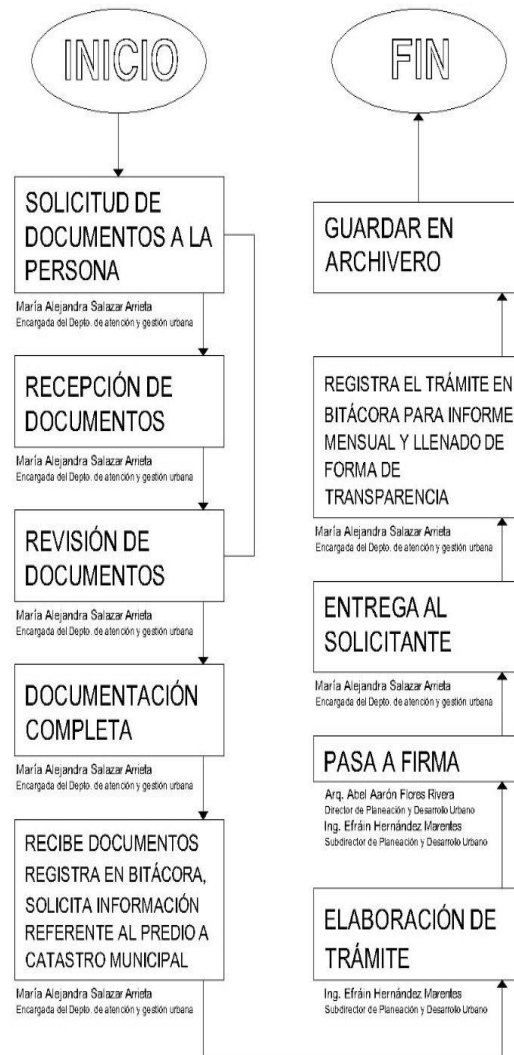 INICIO
SOLICITUD DE
DOCUMENTOS A LA
PERSONA
María Alejandra Salazar Arrieta
Encargada del Depto. de atención y gestión urbana
RECEPCIÓN DE
DOCUMENTOS
María Alejandra Salazar Arrieta
Encargada del Depto. de atención y gestión urbana
REVISIÓN DE
DOCUMENTOS
María Alejandra Salazar Arrieta
Encargada del Depto. de atención y gestión urbana
DOCUMENTACIÓN
COMPLETA
María Alejandra Salazar Arrieta
Encargada del Depto. de atención y gestión urbana
RECIBE DOCUMENTOS
REGISTRA EN BITÁCORA,
SOLICITA INFORMACIÓN
REFERENTE AL PREDIO A
CATASTRO MUNICIPAL
María Alejandra Salazar Arrieta
Encargada del Depto. de atención y gestión urbana
FIN
GUARDAR EN
ARCHIVERO
REGISTRA EL TRÁMITE EN
BITÁCORA PARA INFORME
MENSUAL Y LLENADO DE
FORMA DE
TRANSPARENCIA
María Alejandra Salazar Arrieta
Encargada del Depto. de atención y gestión urbana
ENTREGA AL
SOLICITANTE
María Alejandra Salazar Arrieta
Encargada del Depto. de atención y gestión urbana
PASA A FIRMA
Arq. Abel Aarón Flores Rivera
Director de Planeación y Desarrollo Urbano
Ing. Efráin Hernández Marentes
Subdirector de Planeación y Desarrollo Urbano
ELABORACIÓN DE
TRÁMITE
Ing. Efráin Hernández Marentes
Subdirector de Planeación y Desarrollo Urbano